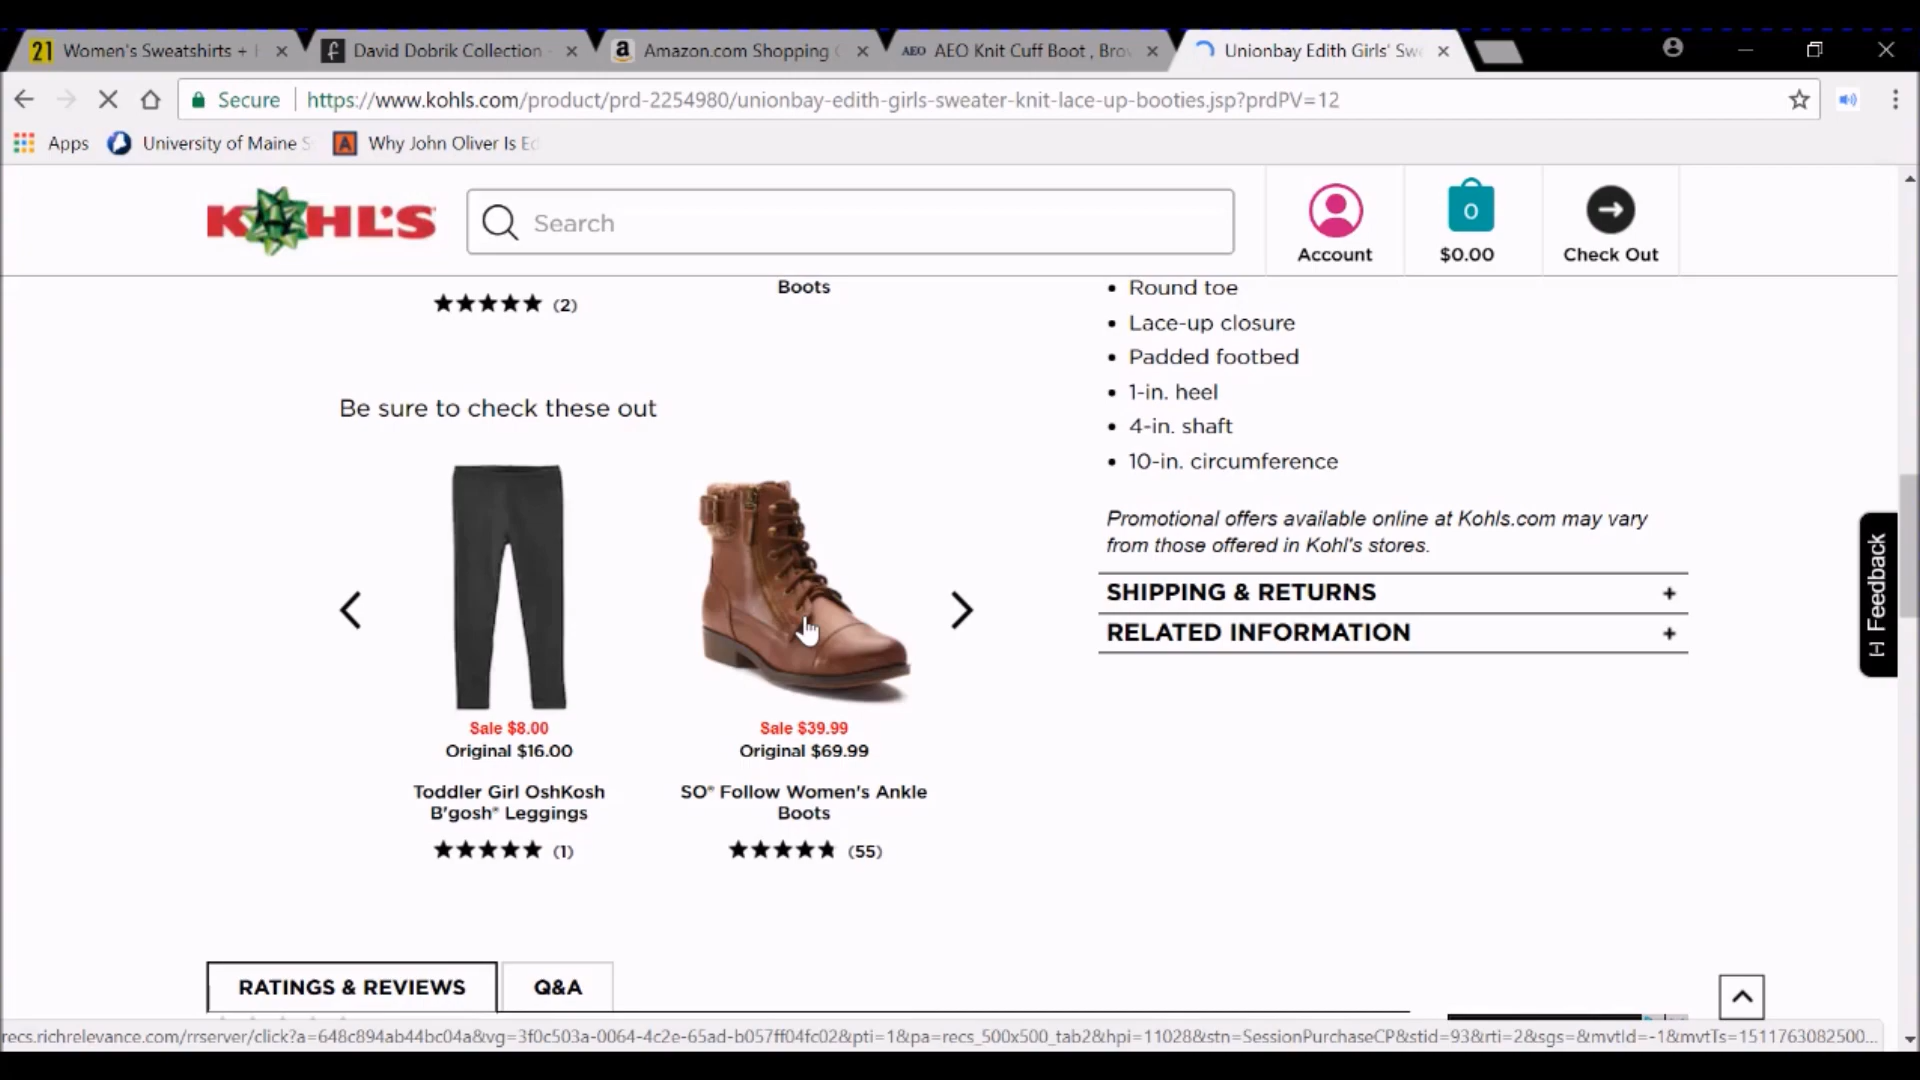 21 Women's Sweatshirts +
David Dobrik Collection
Amazon.com Shopping
AEO AEO Knit Cuff Boot , Bro
Unionbay Edith Girls' Swe
Secure
https://www.kohls.com/product/prd-2254980/unionbay-edith-girls-sweater-knit-lace-up-booties.jsp?prdPV=12
Apps
University of Maine S
Why John Oliver Is Ed
KOHL'S
Search
Account
0
$0.00
Check Out
Boots
(2)
Round toe
Lace-up closure
Padded footbed
1-in. heel
4-in. shaft
10-in. circumference
Be sure to check these out
Promotional offers available online at Kohls.com may vary
from those offered in Kohl's stores.
SHIPPING & RETURNS +
RELATED INFORMATION +
[-] Feedback
Sale $8.00
Original $16.00
Toddler Girl OshKosh
B'gosh® Leggings
(1)
Sale $39.99
Original $69.99
SO® Follow Women's Ankle
Boots
(55)
RATINGS & REVIEWS
Q&A
recs.richrelevance.com/rrserver/click?a=648c894ab44bc04a&vg=3f0c503a-0064-4c2e-65ad-b057ff04fc02&pti=1&pa=recs_500x500_tab2&hpi=11028&stn=SessionPurchaseCP&stid=93&rti=2&sgs=&mvtId=-1&mvtTs=1511763082500...